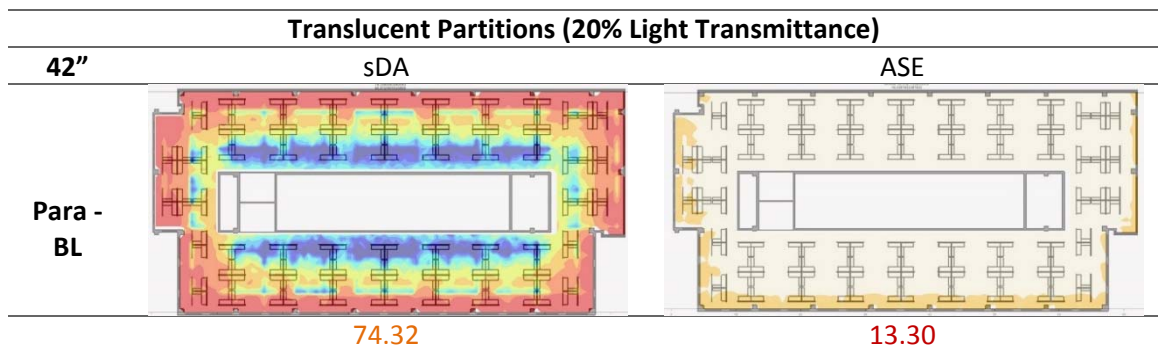 Translucent Partitions (20% Light Transmittance)
42” sDA ASE
Para -
BL
74.32 13.30